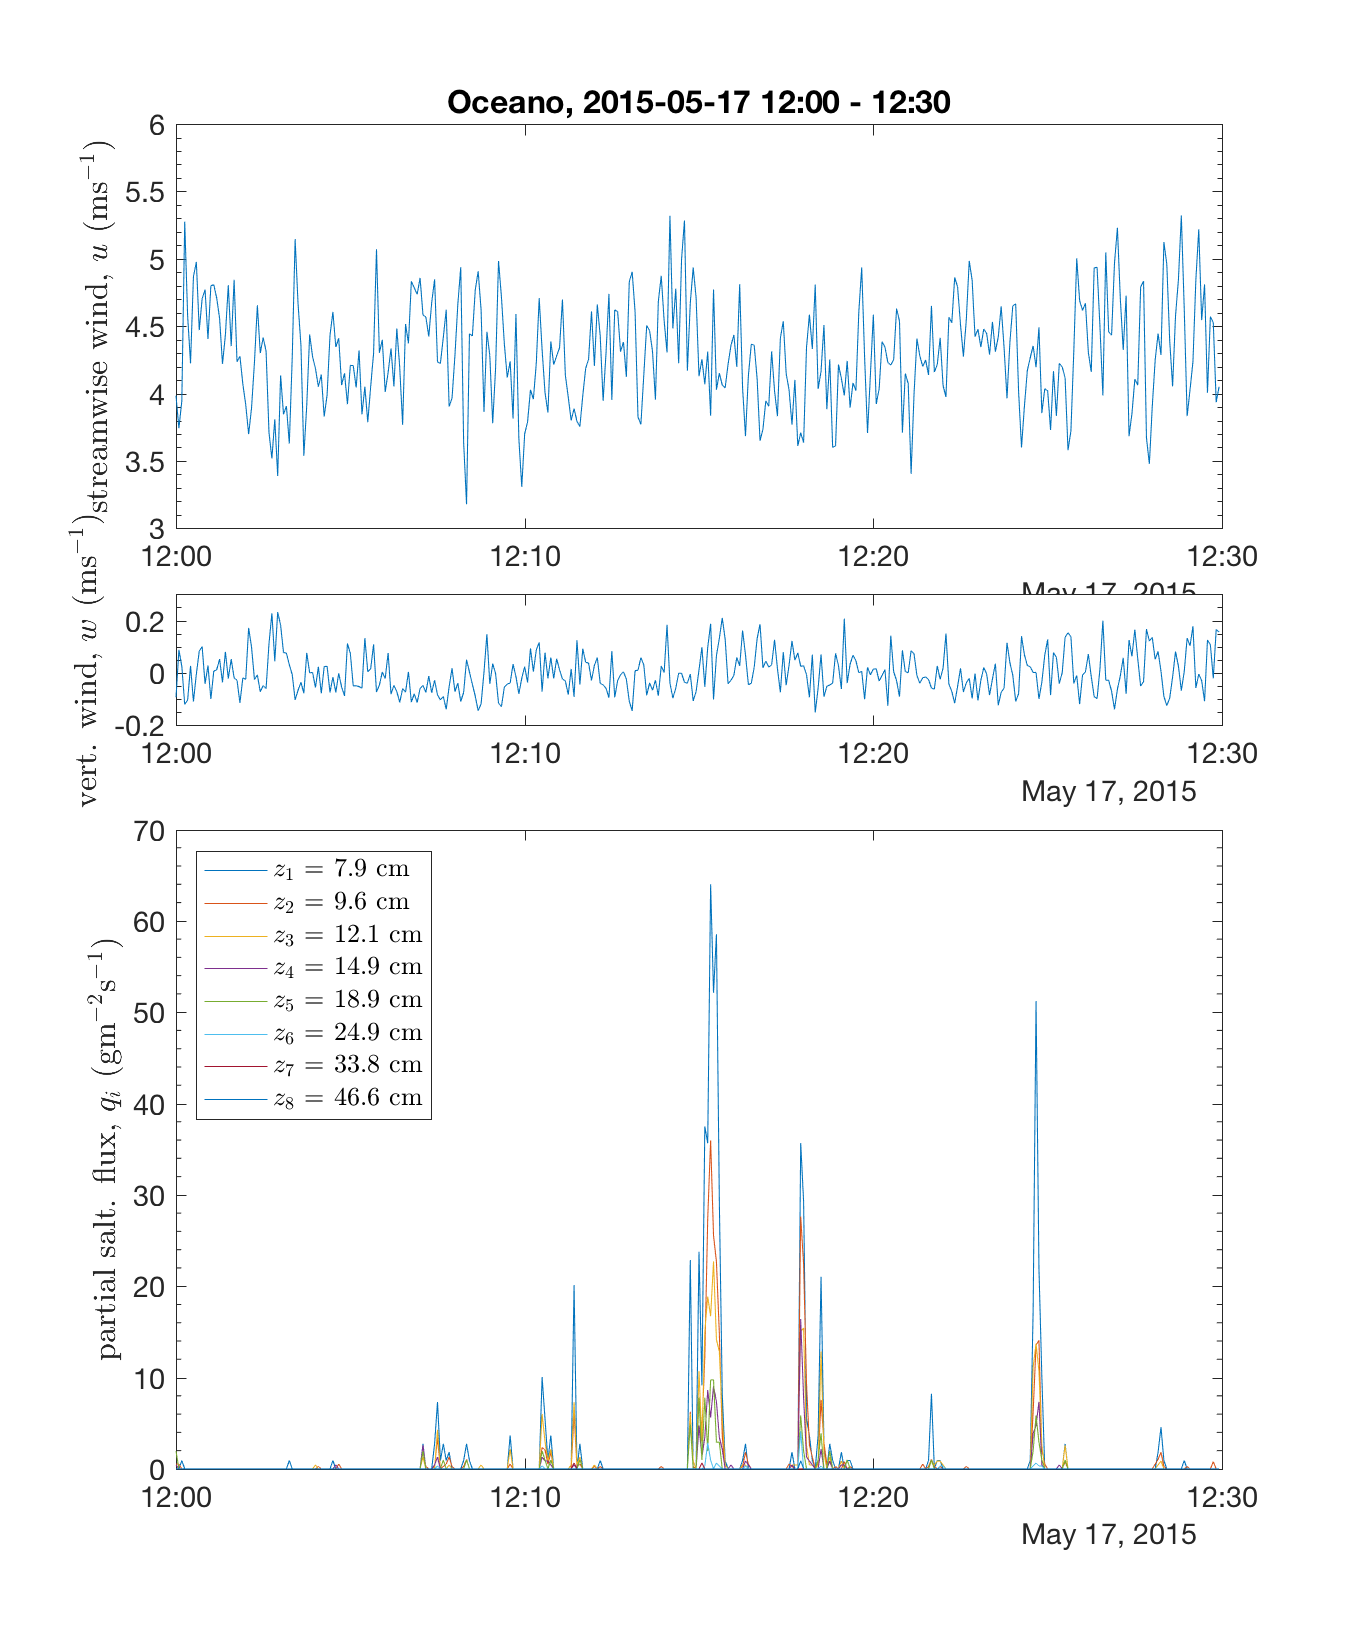 Oceano, 2015-05-17 12:00 - 12:30
streamwise wind, u (ms−1)
6
5.5
5
4.5
4
3.5
3
12:00 12:10 12:20 12:30
May 17, 2015
vert. wind, w (ms−1)
0.2
0
-0.2
12:00 12:10 12:20 12:30
May 17, 2015
partial salt. flux, qi (gm−2s−1)
70
60
50
40
30
20
10
0
z1 = 7.9 cm
z2 = 9.6 cm
z3 = 12.1 cm
z4 = 14.9 cm
z5 = 18.9 cm
z6 = 24.9 cm
z7 = 33.8 cm
z8 = 46.6 cm
12:00 12:10 12:20 12:30
May 17, 2015